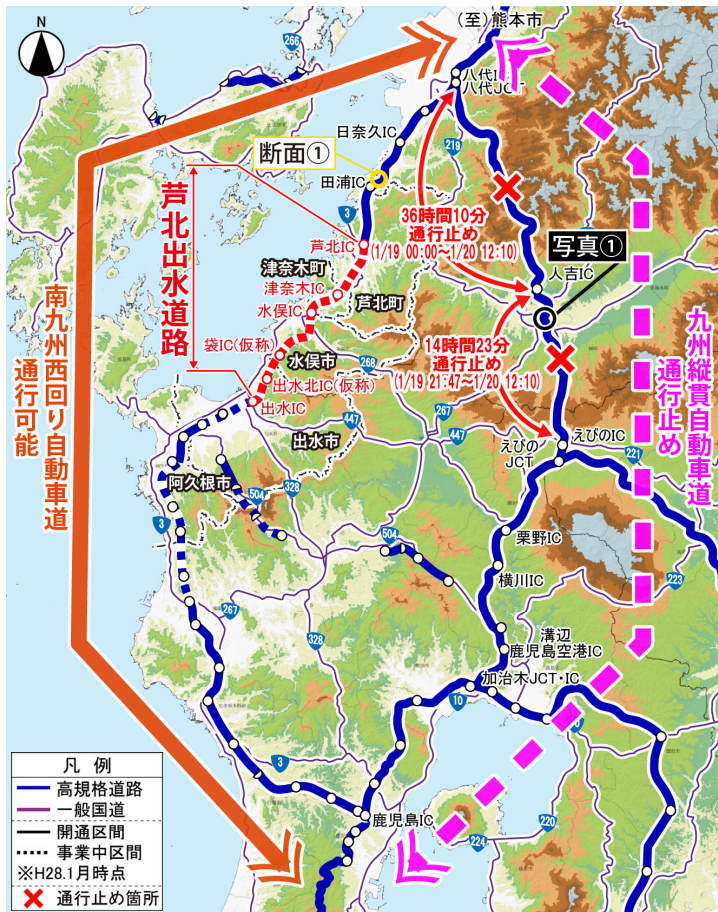 N
(至)熊本市
266
八代IC
八代JCT
日奈久IC
219
断面①
田浦IC
3
36時間10分
通行止め
(1/19 00:00～1/20 12:10)
写真①
芦北IC
人吉IC
津奈木町
津奈木IC
芦北町
水俣IC
芦北出水道路
袋IC(仮称)
水俣市
14時間23分
通行止め
(1/19 21:47～1/20 12:10)
268
出水北IC(仮称)
出水IC
267
447
447
出水市
えびの
JCT
えびのIC
221
南九州西回り自動車道
通行可能
九州縦貫自動車道
通行止め
阿久根市
328
504
3
504
栗野IC
横川IC
223
267
328
溝辺
鹿児島空港IC
加治木JCT・IC
10
3
鹿児島IC
220
224
凡 例
高規格道路
一般国道
開通区間
事業中区間
※H28.1月時点
通行止め箇所